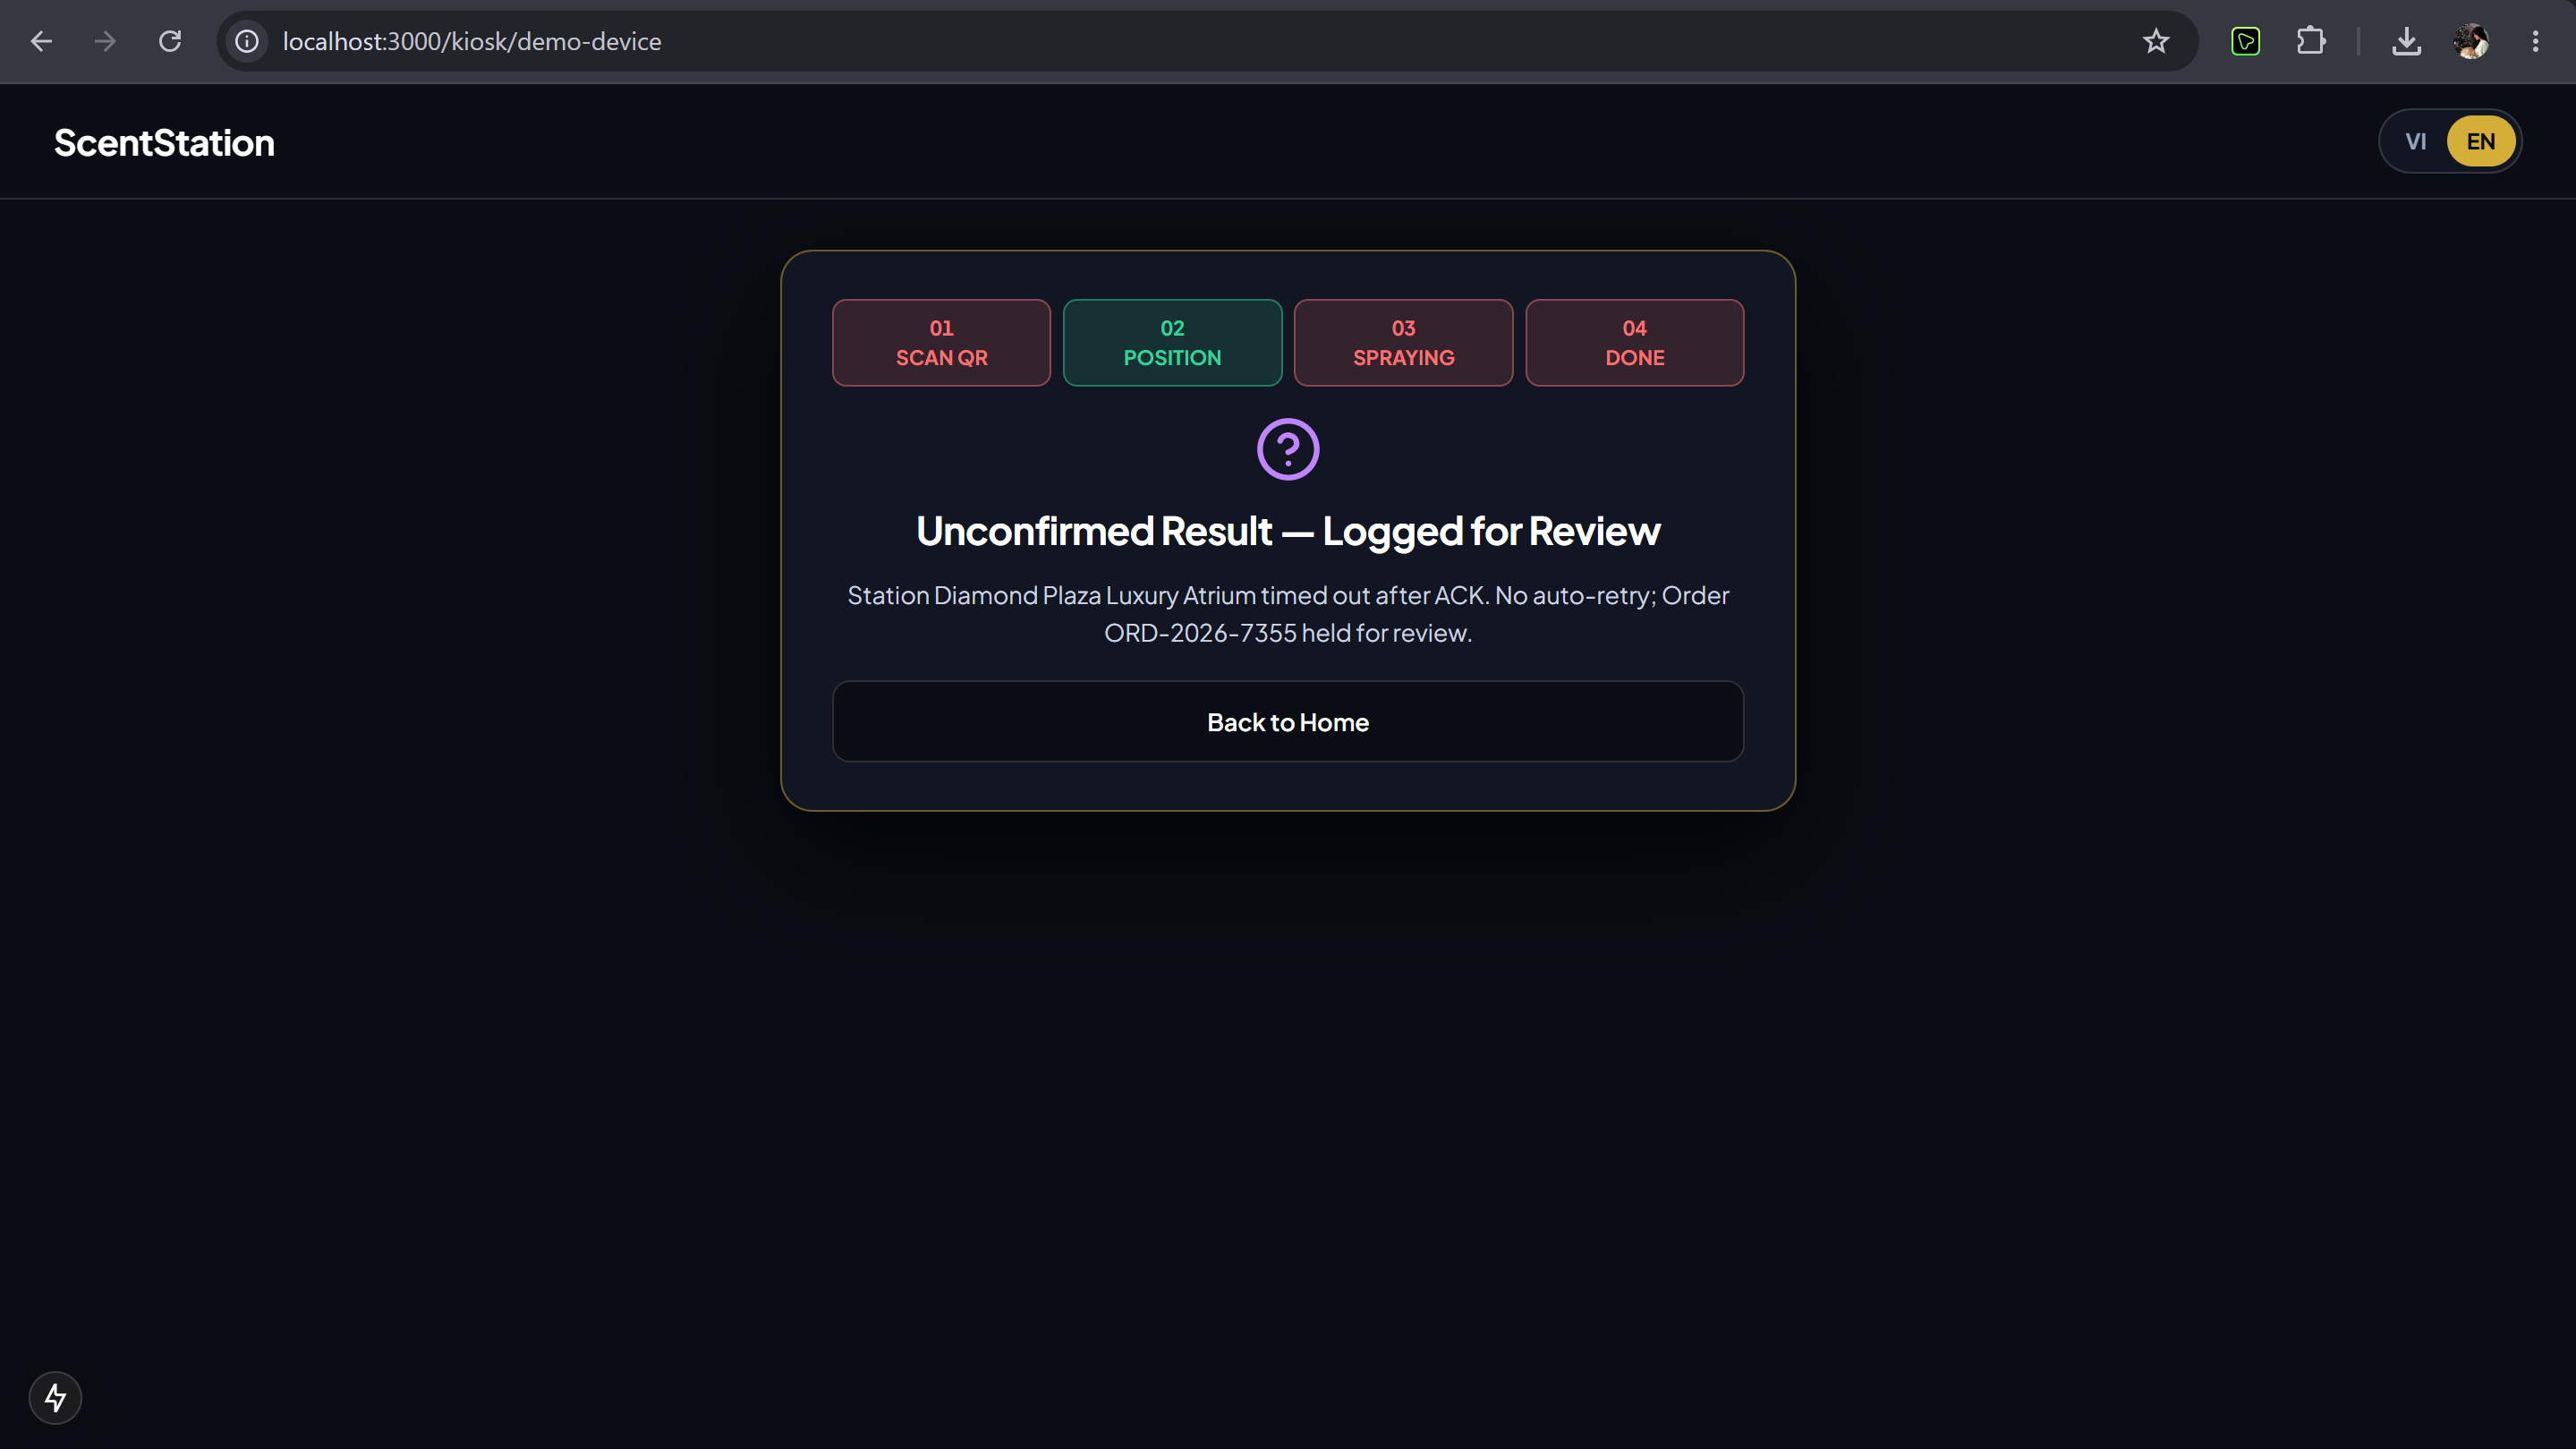 localhost:3000/kiosk/demo-device
ScentStation
VI
EN
01
SCAN QR
02
POSITION
03
SPRAYING
04
DONE
Unconfirmed Result — Logged for Review
Station Diamond Plaza Luxury Atrium timed out after ACK. No auto-retry; Order
ORD-2026-7355 held for review.
Back to Home